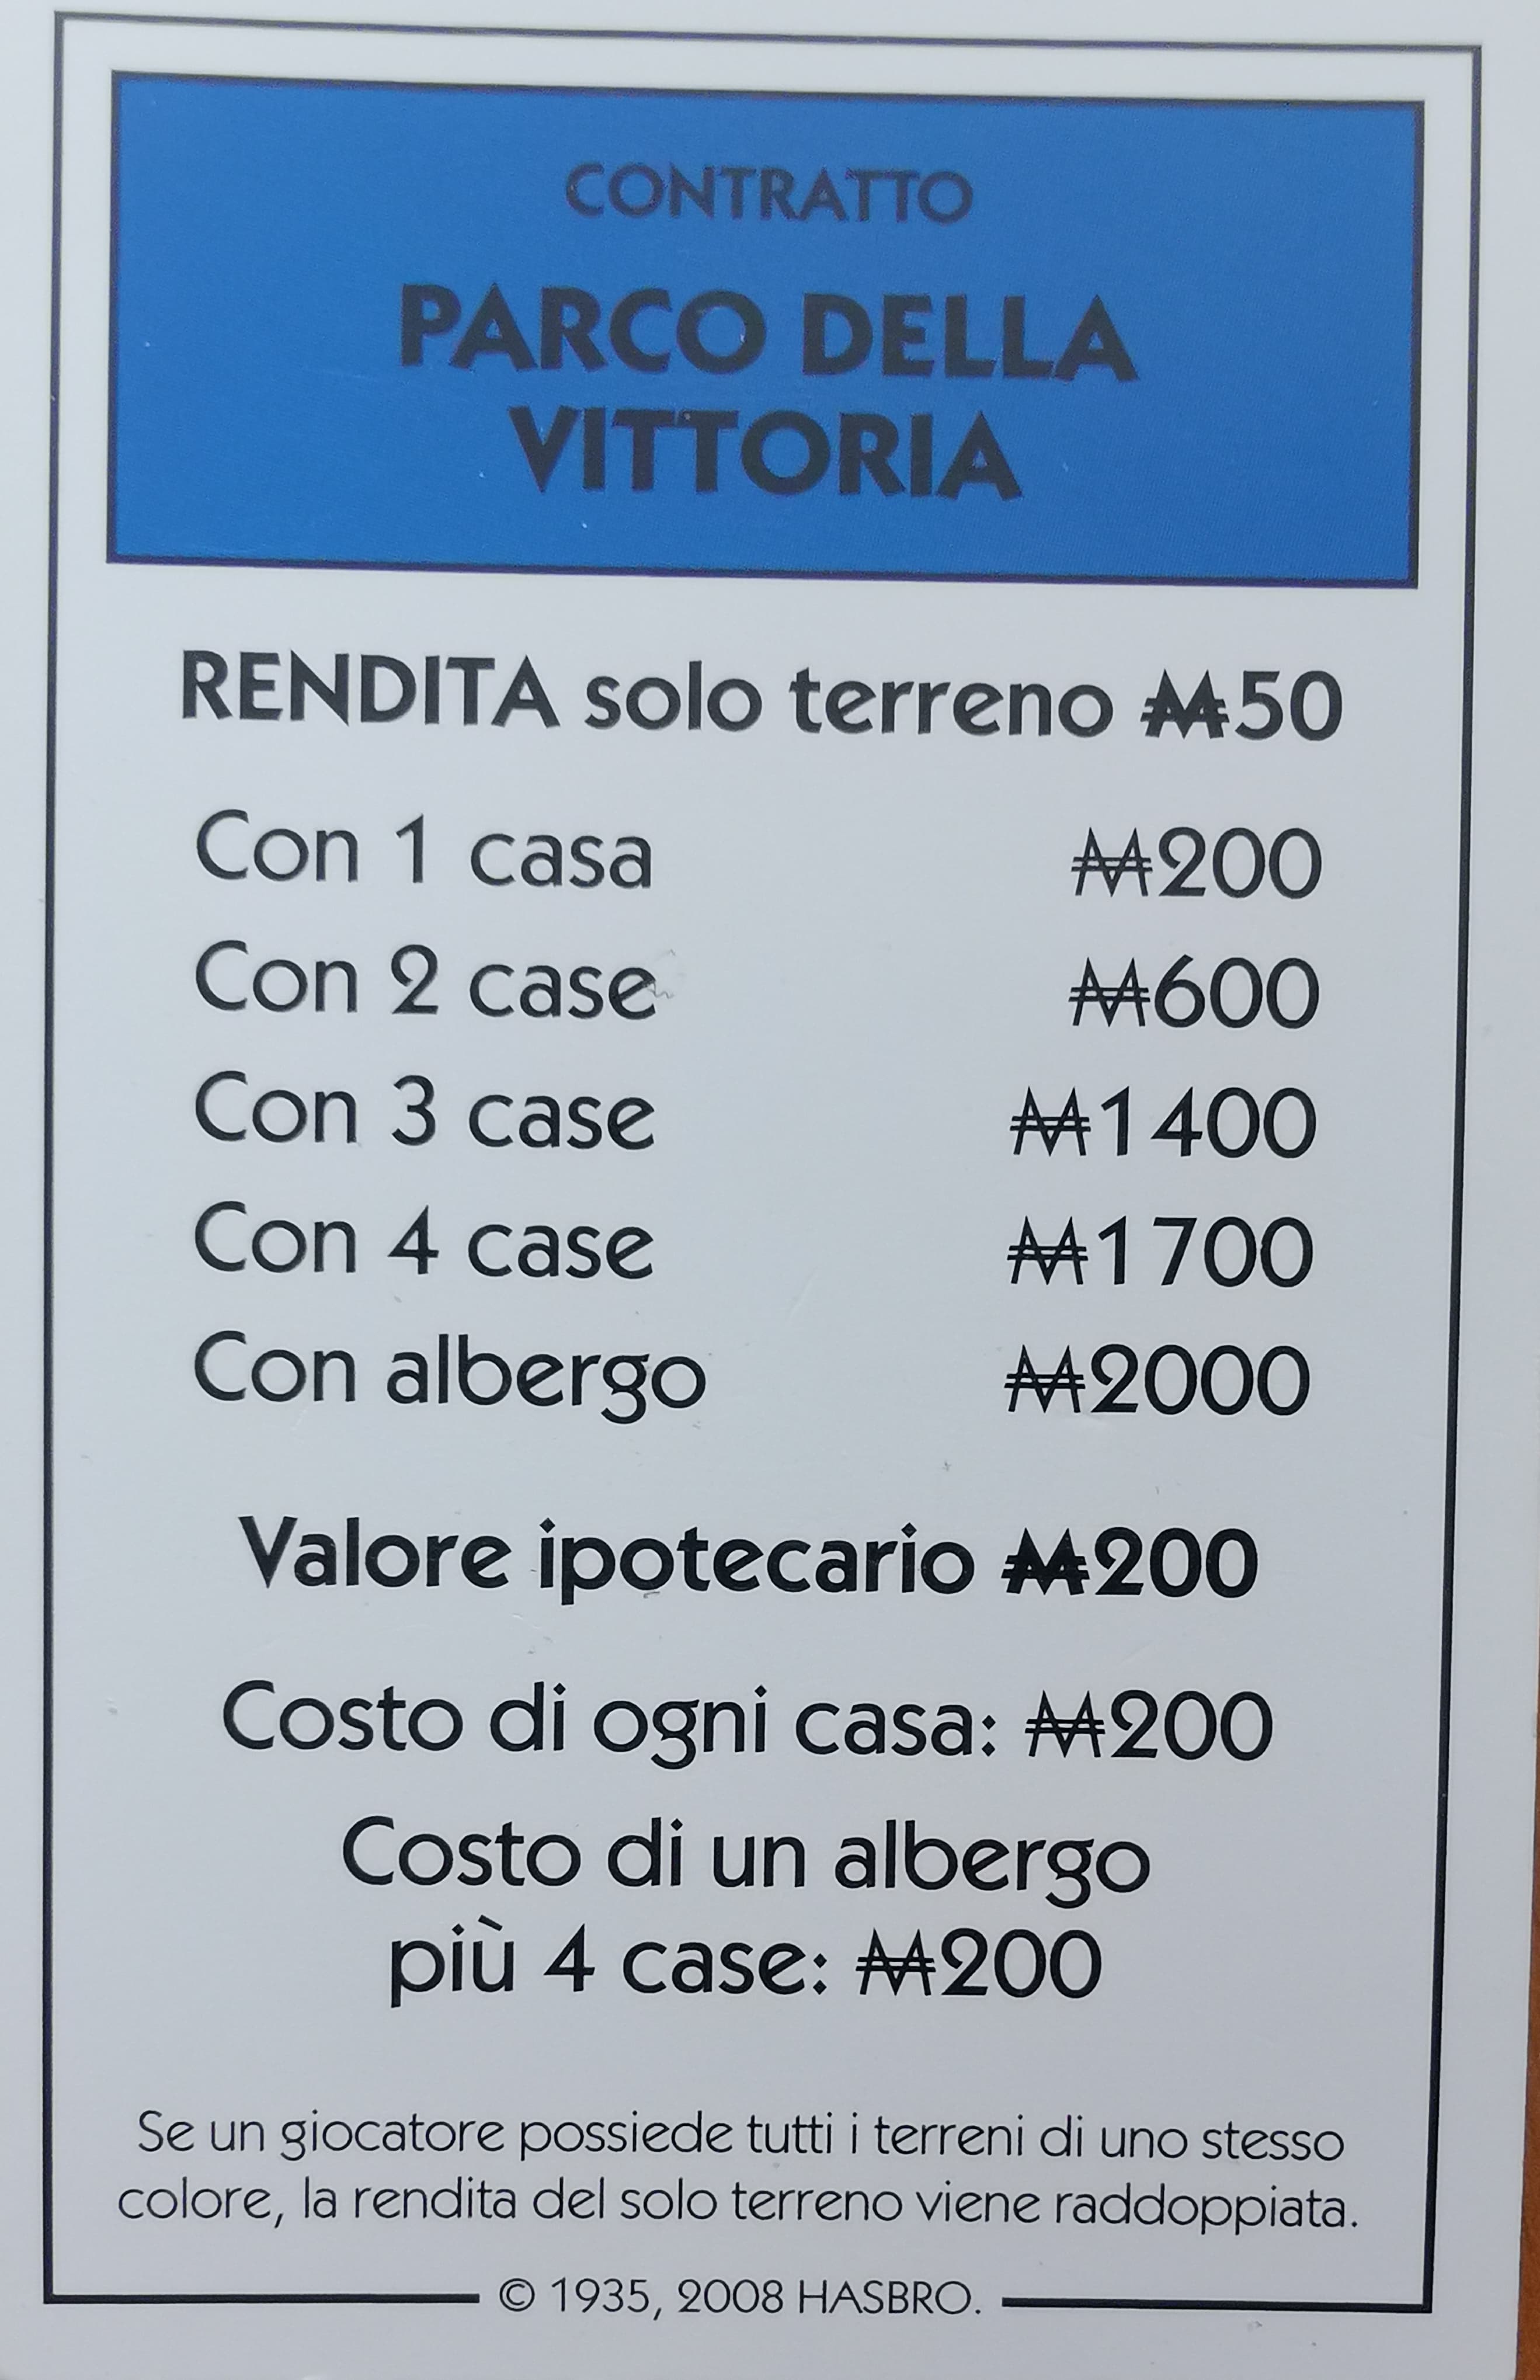 CONTRATTO
PARCO DELLA
VITTORIA
RENDITA solo terreno ₩50
Con 1 casa ₩200
Con 2 case ₩600
Con 3 case ₩1400
Con 4 case ₩1700
Con albergo ₩2000
Valore ipotecario ₩200
Costo di ogni casa: ₩200
Costo di un albergo
più 4 case: ₩200
Se un giocatore possiede tutti i terreni di uno stesso
colore, la rendita del solo terreno viene raddoppiata.
© 1935, 2008 HASBRO.